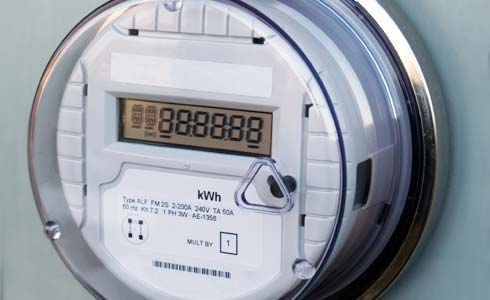 888888
kWh
Type ALF FM 2S 2-200A 240V TA 50A
60 Hz Kh 7.2 1 PH 3W AE-1356
MULT BY 1